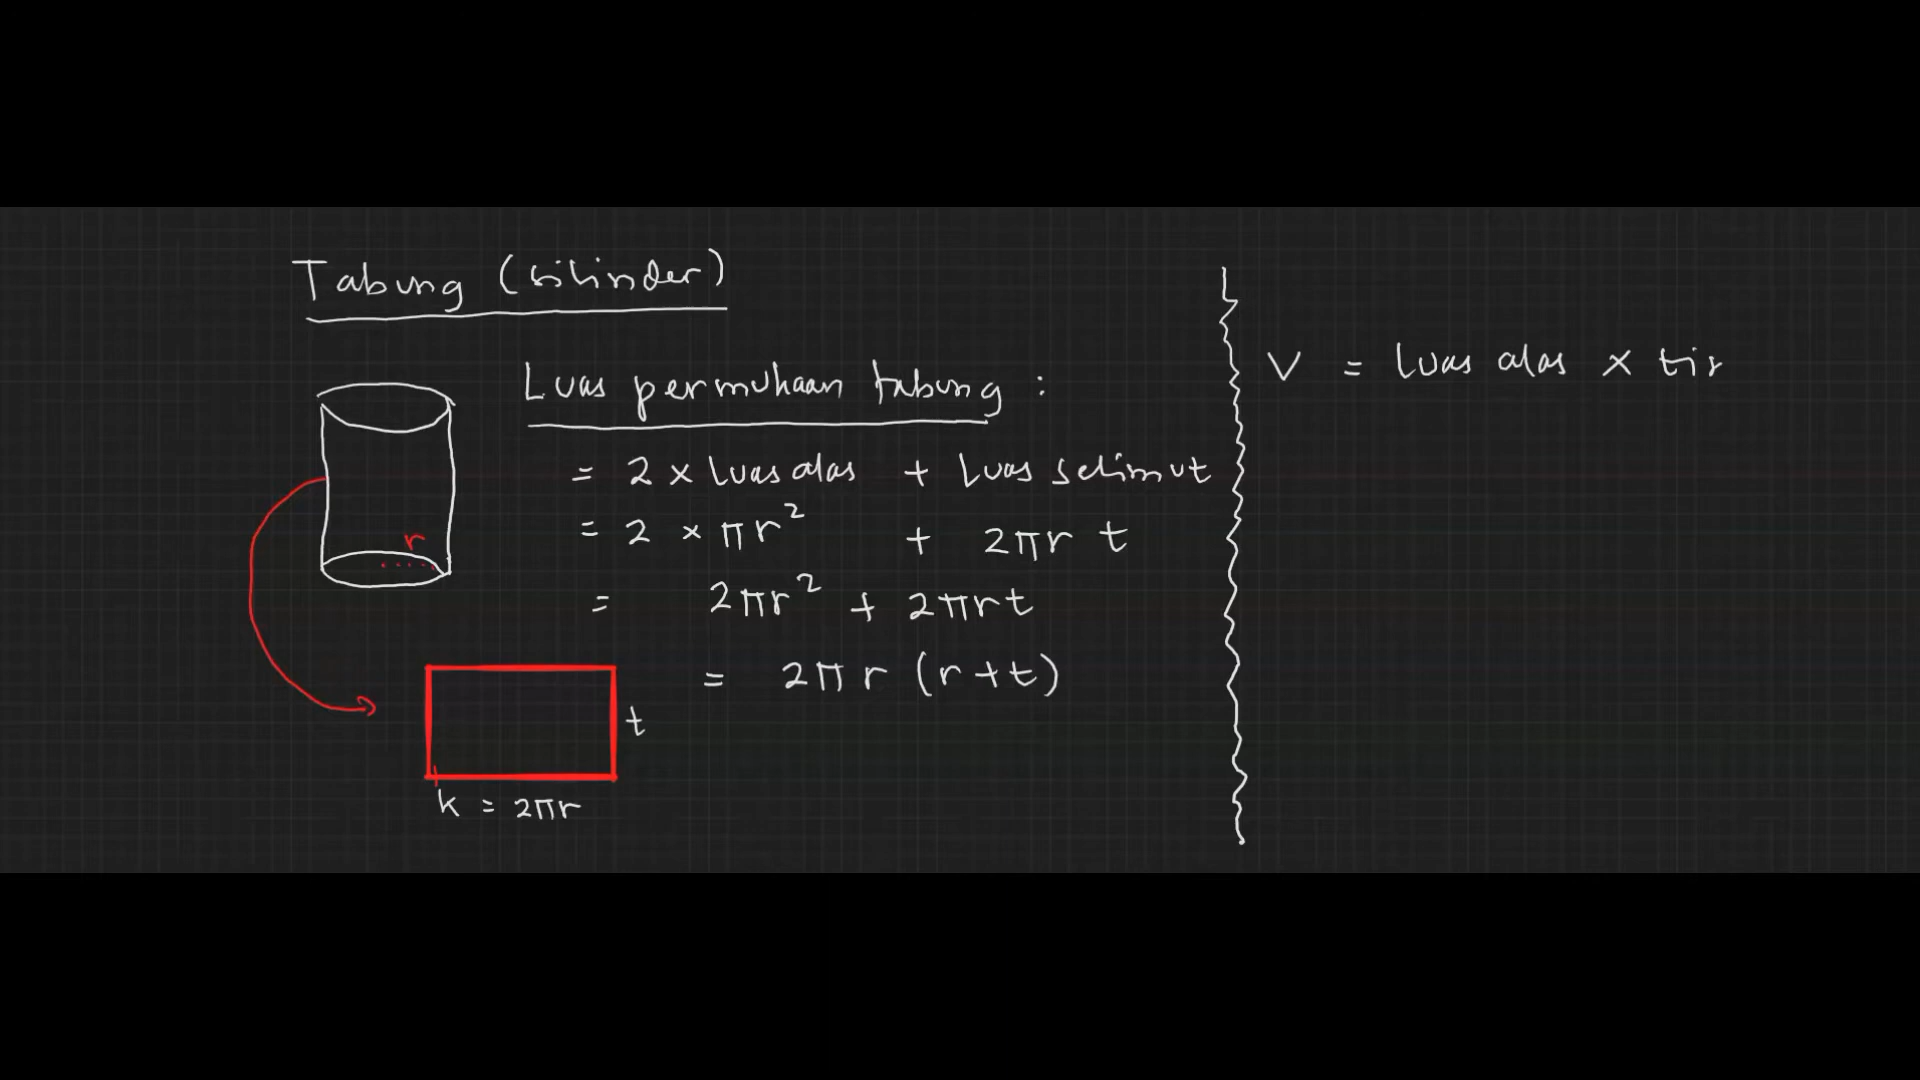 Tabung (silinder)
Luas permukaan tabung :
= 2 x luas alas + Luas selimut
= 2 x πr² + 2πr t
= 2πr² + 2πrt
= 2πr (r+t)
r
t
k = 2πr
V = luas alas x tin